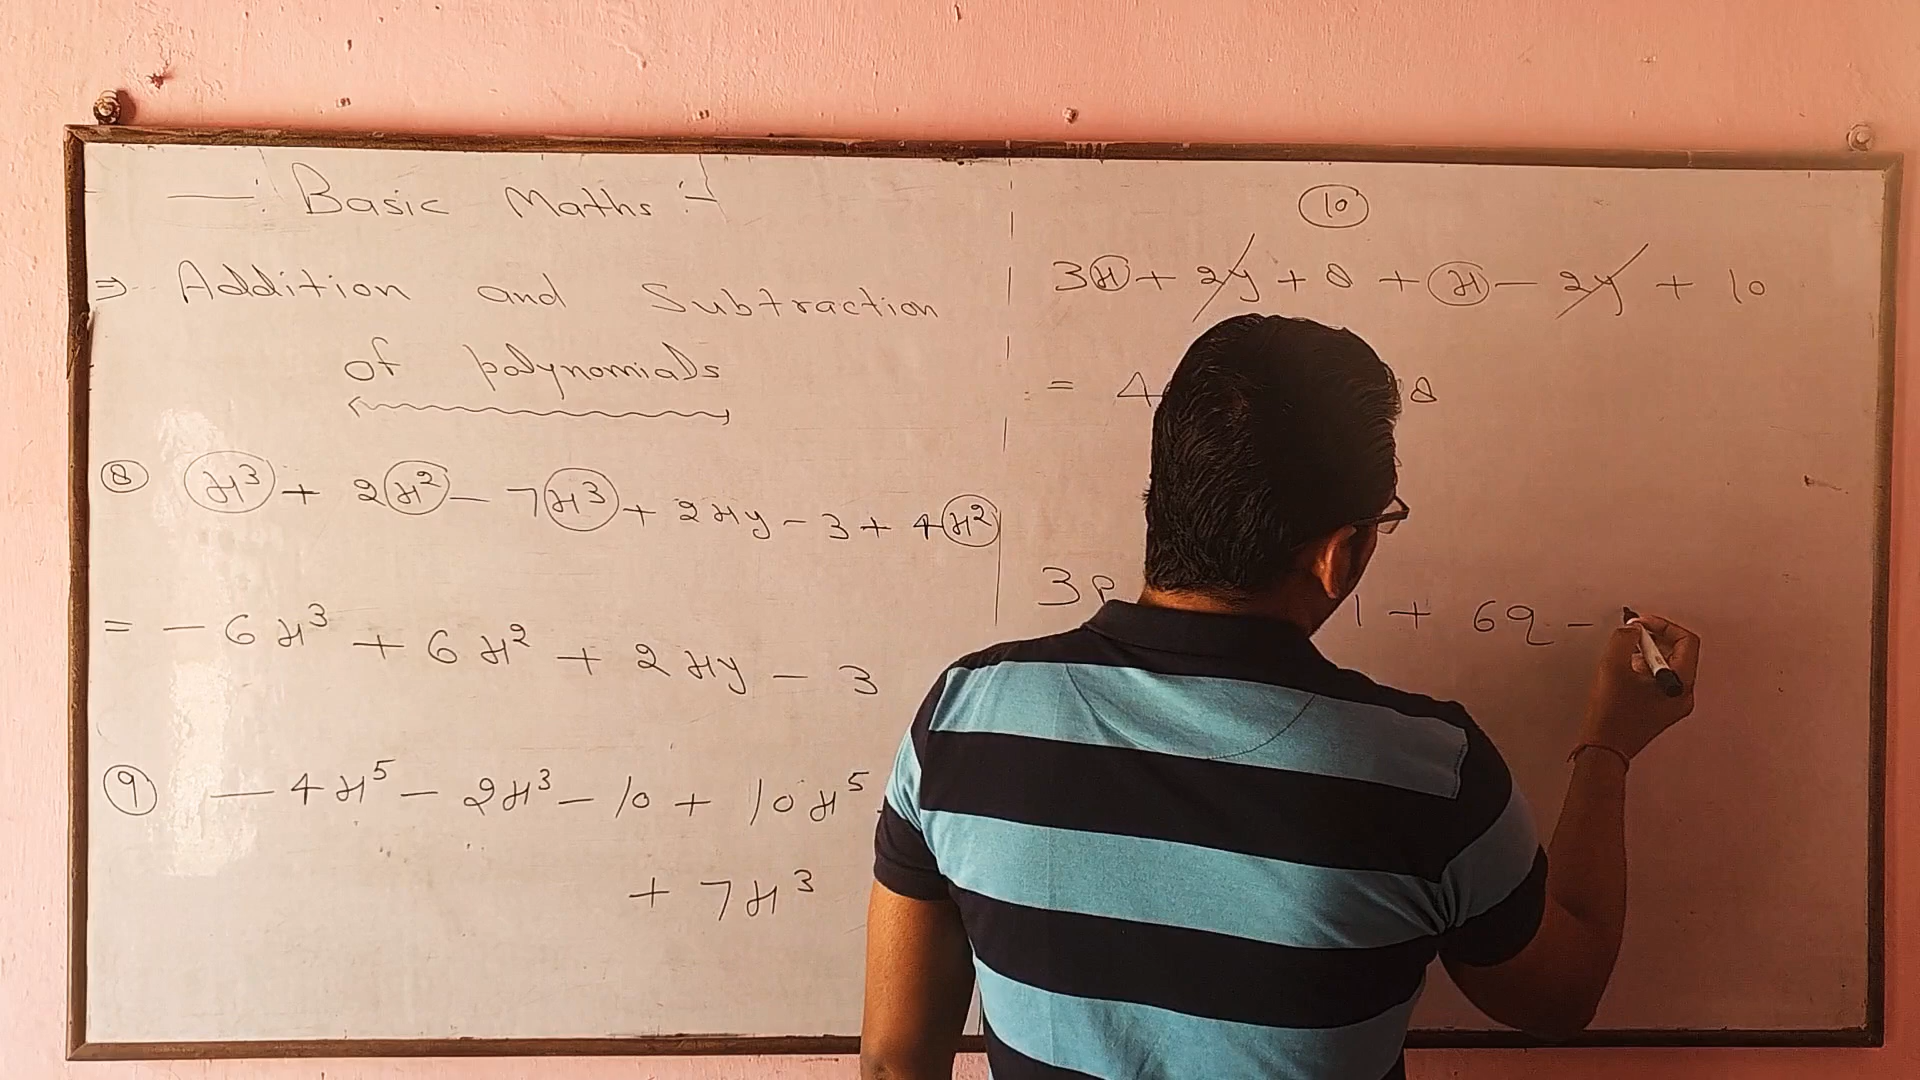 —: Basic Maths :-
⇒ Addition and Subtraction
of polynomials
⑧ x³ + 2x² - 7x³ + 2xy - 3 + 4x²
= - 6x³ + 6x² + 2xy - 3
⑨ - 4x⁵ - 2x³ - 10 + 10x⁵
+ 7x³
⑩
3x + 2y + 8 + x - 2y + 10
= 4 8
3p 1 + 6q -